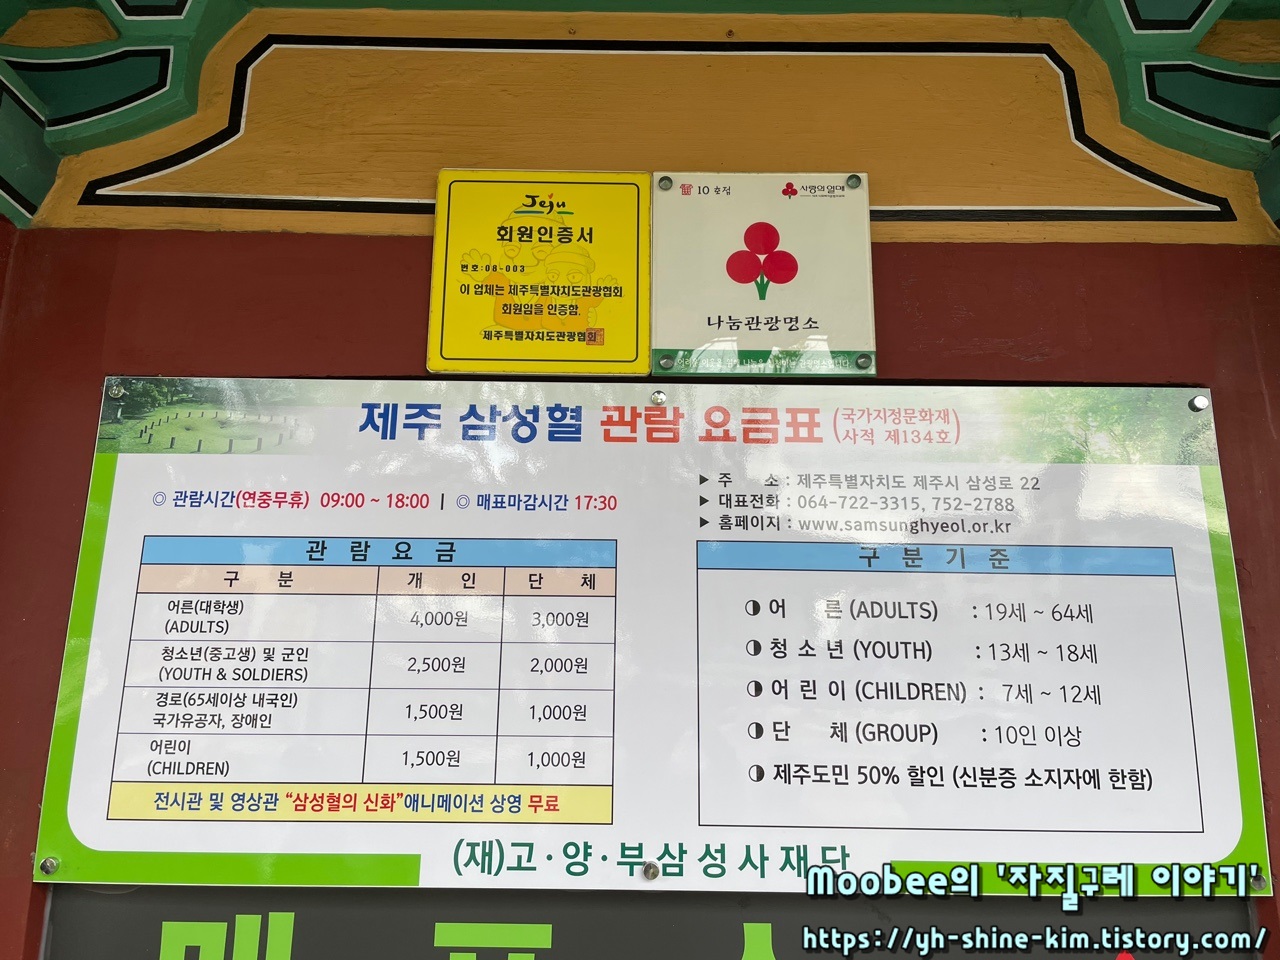 Jeju
회원인증서
번호:08-003
이 업체는 제주특별자치도관광협회
회원임을 인증함.
제주특별자치도관광협회
10 호점
사랑의열매
나눔관광명소
제주 삼성혈 관람 요금표 (국가지정문화재
사적 제134호)
◎ 관람시간(연중무휴) 09:00 ~ 18:00 | ◎ 매표마감시간 17:30
▶ 주 소 : 제주특별자치도 제주시 삼성로 22
▶ 대표전화 : 064-722-3315, 752-2788
▶ 홈페이지 : www.samsunghyeol.or.kr
관 람 요 금
구 분 개 인 단 체
어른(대학생)
(ADULTS) 4,000원 3,000원
청소년(중고생) 및 군인
(YOUTH & SOLDIERS) 2,500원 2,000원
경로(65세이상 내국인)
국가유공자, 장애인 1,500원 1,000원
어린이
(CHILDREN) 1,500원 1,000원
전시관 및 영상관 “삼성혈의 신화”애니메이션 상영 무료
구 분 기 준
어 른 (ADULTS) : 19세 ~ 64세
청 소 년 (YOUTH) : 13세 ~ 18세
어 린 이 (CHILDREN) : 7세 ~ 12세
단 체 (GROUP) : 10인 이상
제주도민 50% 할인 (신분증 소지자에 한함)
(재)고·양·부삼성사재단
Moobee의 '자질구레 이야기'
https://yh-shine-kim.tistory.com/